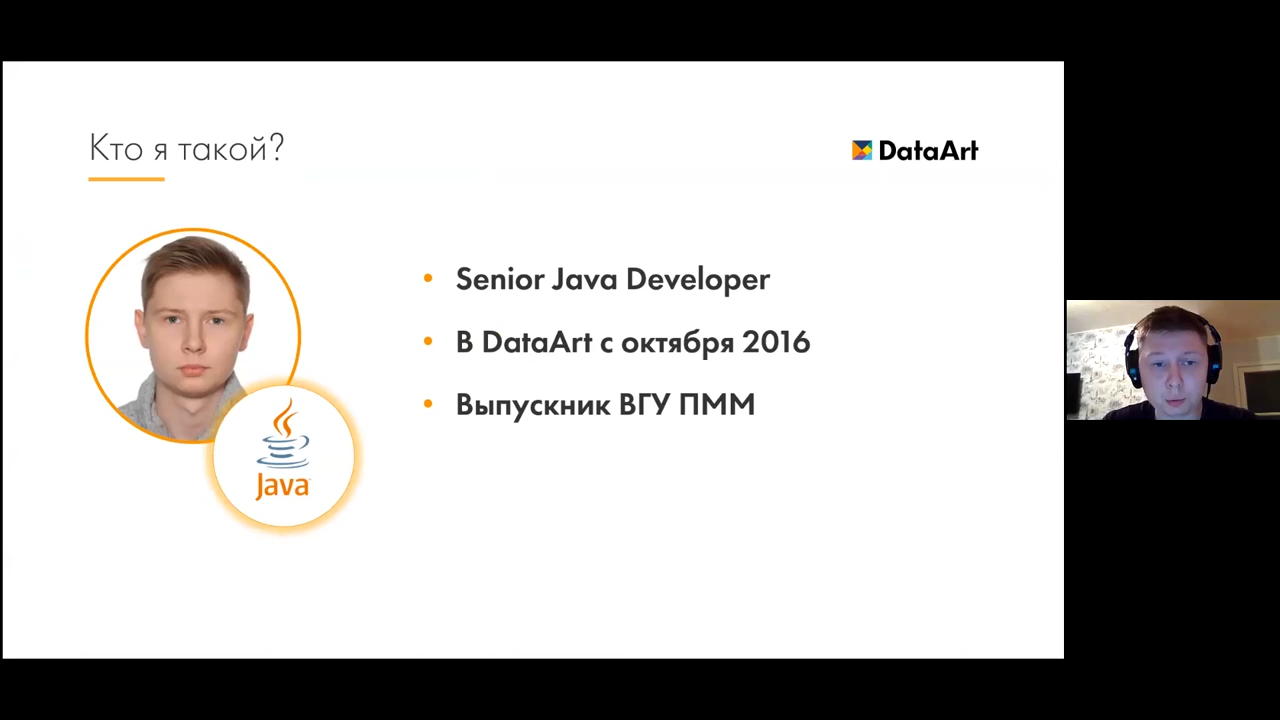 Кто я такой?
DataArt
Senior Java Developer
В DataArt с октября 2016
Выпускник ВГУ ПММ
Java